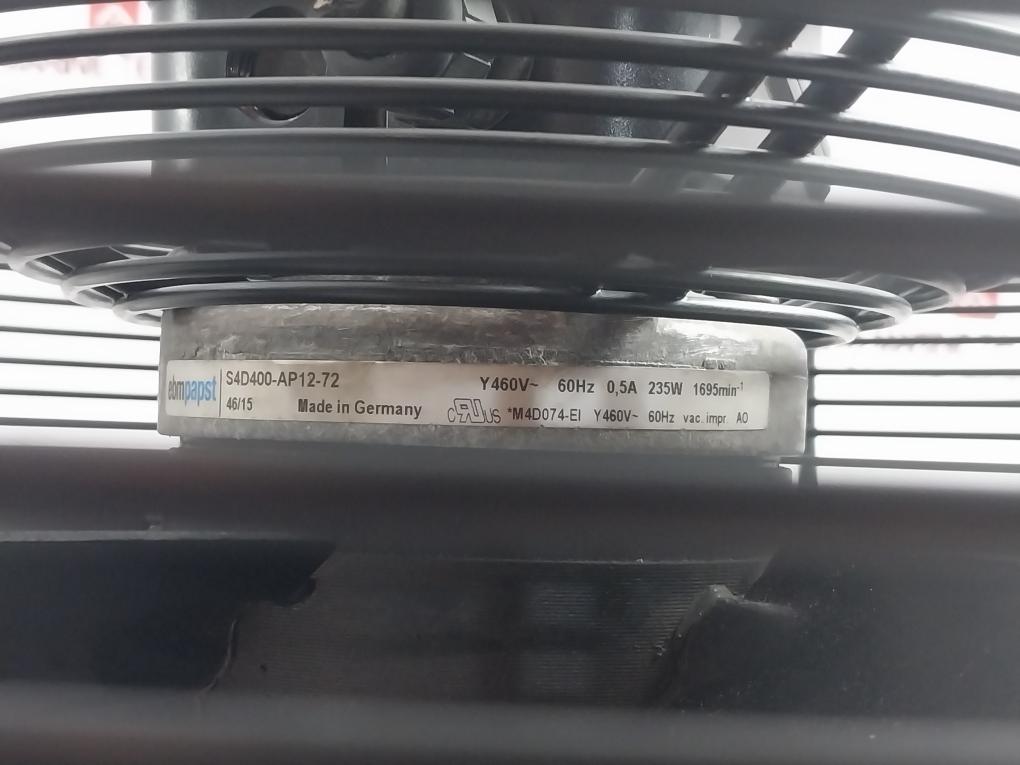 ebmpapst S4D400-AP12-72 Y460V~ 60Hz 0,5A 235W 1695min-1
46/15 Made in Germany cRUus *M4D074-EI Y460V~ 60Hz vac. impr. AO